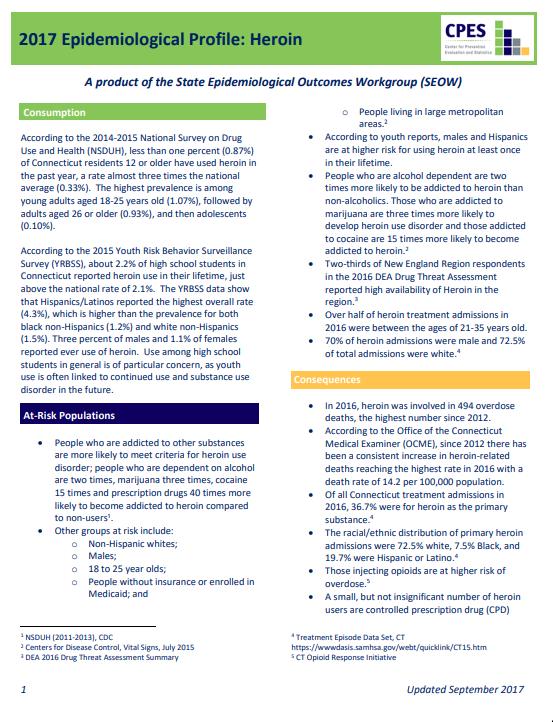 2017 Epidemiological Profile: Heroin
CPES
Center for Prevention
Evaluation and Statistics
A product of the State Epidemiological Outcomes Workgroup (SEOW)
Consumption
According to the 2014-2015 National Survey on Drug
Use and Health (NSDUH), less than one percent (0.87%)
of Connecticut residents 12 or older have used heroin in
the past year, a rate almost three times the national
average (0.33%). The highest prevalence is among
young adults aged 18-25 years old (1.07%), followed by
adults aged 26 or older (0.93%), and then adolescents
(0.10%).
According to the 2015 Youth Risk Behavior Surveillance
Survey (YRBSS), about 2.2% of high school students in
Connecticut reported heroin use in their lifetime, just
above the national rate of 2.1%. The YRBSS data show
that Hispanics/Latinos reported the highest overall rate
(4.3%), which is higher than the prevalence for both
black non-Hispanics (1.2%) and white non-Hispanics
(1.5%). Three percent of males and 1.1% of females
reported ever use of heroin. Use among high school
students in general is of particular concern, as youth
use is often linked to continued use and substance use
disorder in the future.
At-Risk Populations
• People who are addicted to other substances
are more likely to meet criteria for heroin use
disorder; people who are dependent on alcohol
are two times, marijuana three times, cocaine
15 times and prescription drugs 40 times more
likely to become addicted to heroin compared
to non-users¹.
• Other groups at risk include:
o Non-Hispanic whites;
o Males;
o 18 to 25 year olds;
o People without insurance or enrolled in
Medicaid; and
o People living in large metropolitan
areas.²
• According to youth reports, males and Hispanics
are at higher risk for using heroin at least once
in their lifetime.
• People who are alcohol dependent are two
times more likely to be addicted to heroin than
non-alcoholics. Those who are addicted to
marijuana are three times more likely to
develop heroin use disorder and those addicted
to cocaine are 15 times more likely to become
addicted to heroin.²
• Two-thirds of New England Region respondents
in the 2016 DEA Drug Threat Assessment
reported high availability of Heroin in the
region.³
• Over half of heroin treatment admissions in
2016 were between the ages of 21-35 years old.
• 70% of heroin admissions were male and 72.5%
of total admissions were white.⁴
Consequences
• In 2016, heroin was involved in 494 overdose
deaths, the highest number since 2012.
• According to the Office of the Connecticut
Medical Examiner (OCME), since 2012 there has
been a consistent increase in heroin-related
deaths reaching the highest rate in 2016 with a
death rate of 14.2 per 100,000 population.
• Of all Connecticut treatment admissions in
2016, 36.7% were for heroin as the primary
substance.⁴
• The racial/ethnic distribution of primary heroin
admissions were 72.5% white, 7.5% Black, and
19.7% were Hispanic or Latino.⁴
• Those injecting opioids are at higher risk of
overdose.⁵
• A small, but not insignificant number of heroin
users are controlled prescription drug (CPD)
¹ NSDUH (2011-2013), CDC
² Centers for Disease Control, Vital Signs, July 2015
³ DEA 2016 Drug Threat Assessment Summary
⁴ Treatment Episode Data Set, CT
https://wwwdasis.samhsa.gov/webt/quicklink/CT15.htm
⁵ CT Opioid Response Initiative
1
Updated September 2017